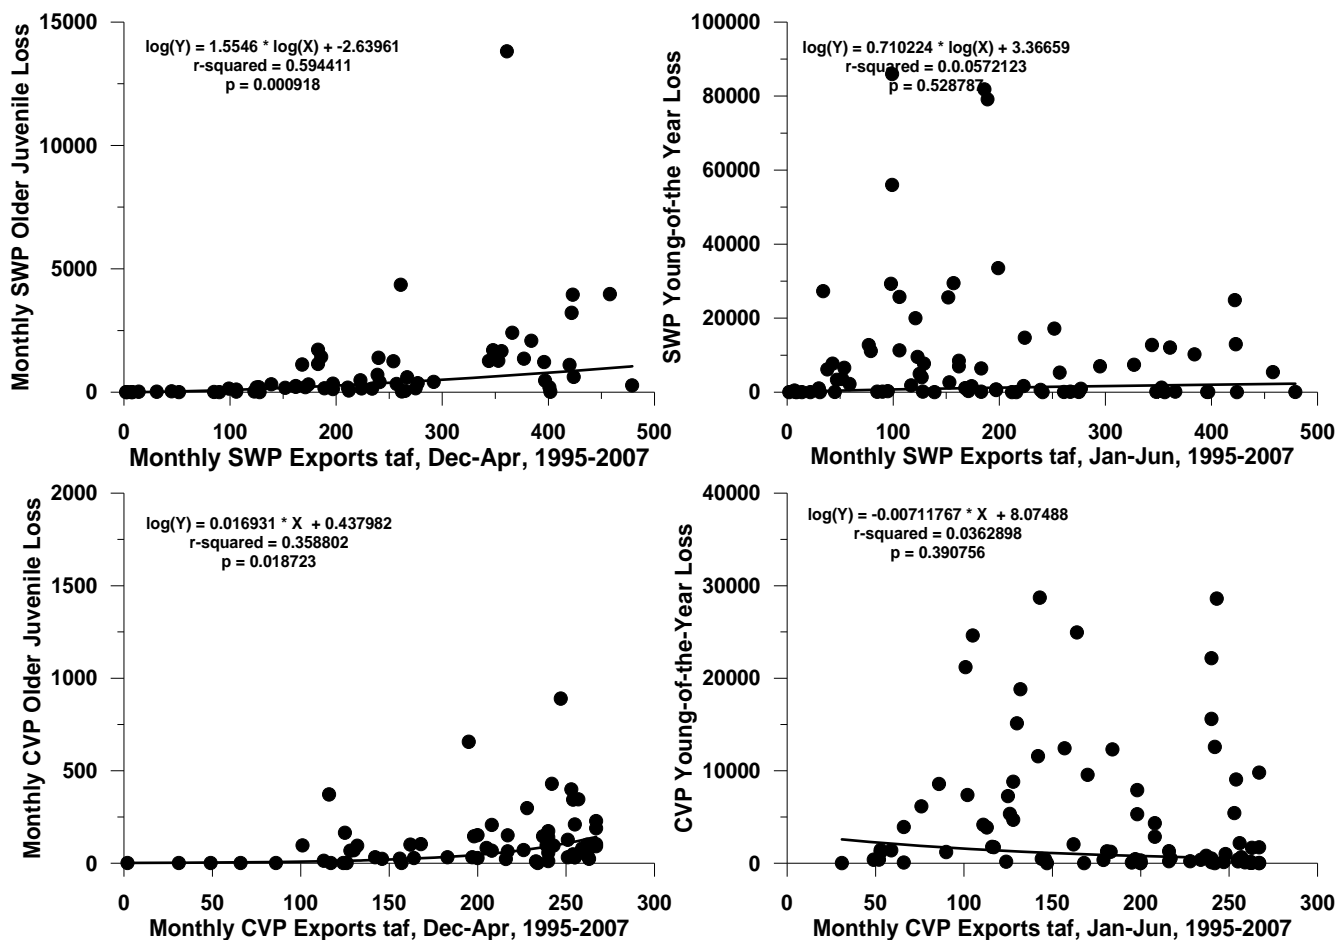 15000
10000
5000
0
0 100 200 300 400 500
Monthly SWP Older Juvenile Loss
log(Y) = 1.5546 * log(X) + -2.63961
r-squared = 0.594411
p = 0.000918
Monthly SWP Exports taf, Dec-Apr, 1995-2007
100000
80000
60000
40000
20000
0
0 100 200 300 400 500
SWP Young-of-the Year Loss
log(Y) = 0.710224 * log(X) + 3.36659
r-squared = 0.0.0572123
p = 0.528787
Monthly SWP Exports taf, Jan-Jun, 1995-2007
2000
1500
1000
500
0
0 50 100 150 200 250 300
Monthly CVP Older Juvenile Loss
log(Y) = 0.016931 * X + 0.437982
r-squared = 0.358802
p = 0.018723
Monthly CVP Exports taf, Dec-Apr, 1995-2007
40000
30000
20000
10000
0
0 50 100 150 200 250 300
CVP Young-of-the-Year Loss
log(Y) = -0.00711767 * X + 8.07488
r-squared = 0.0362898
p = 0.390756
Monthly CVP Exports taf, Jan-Jun, 1995-2007